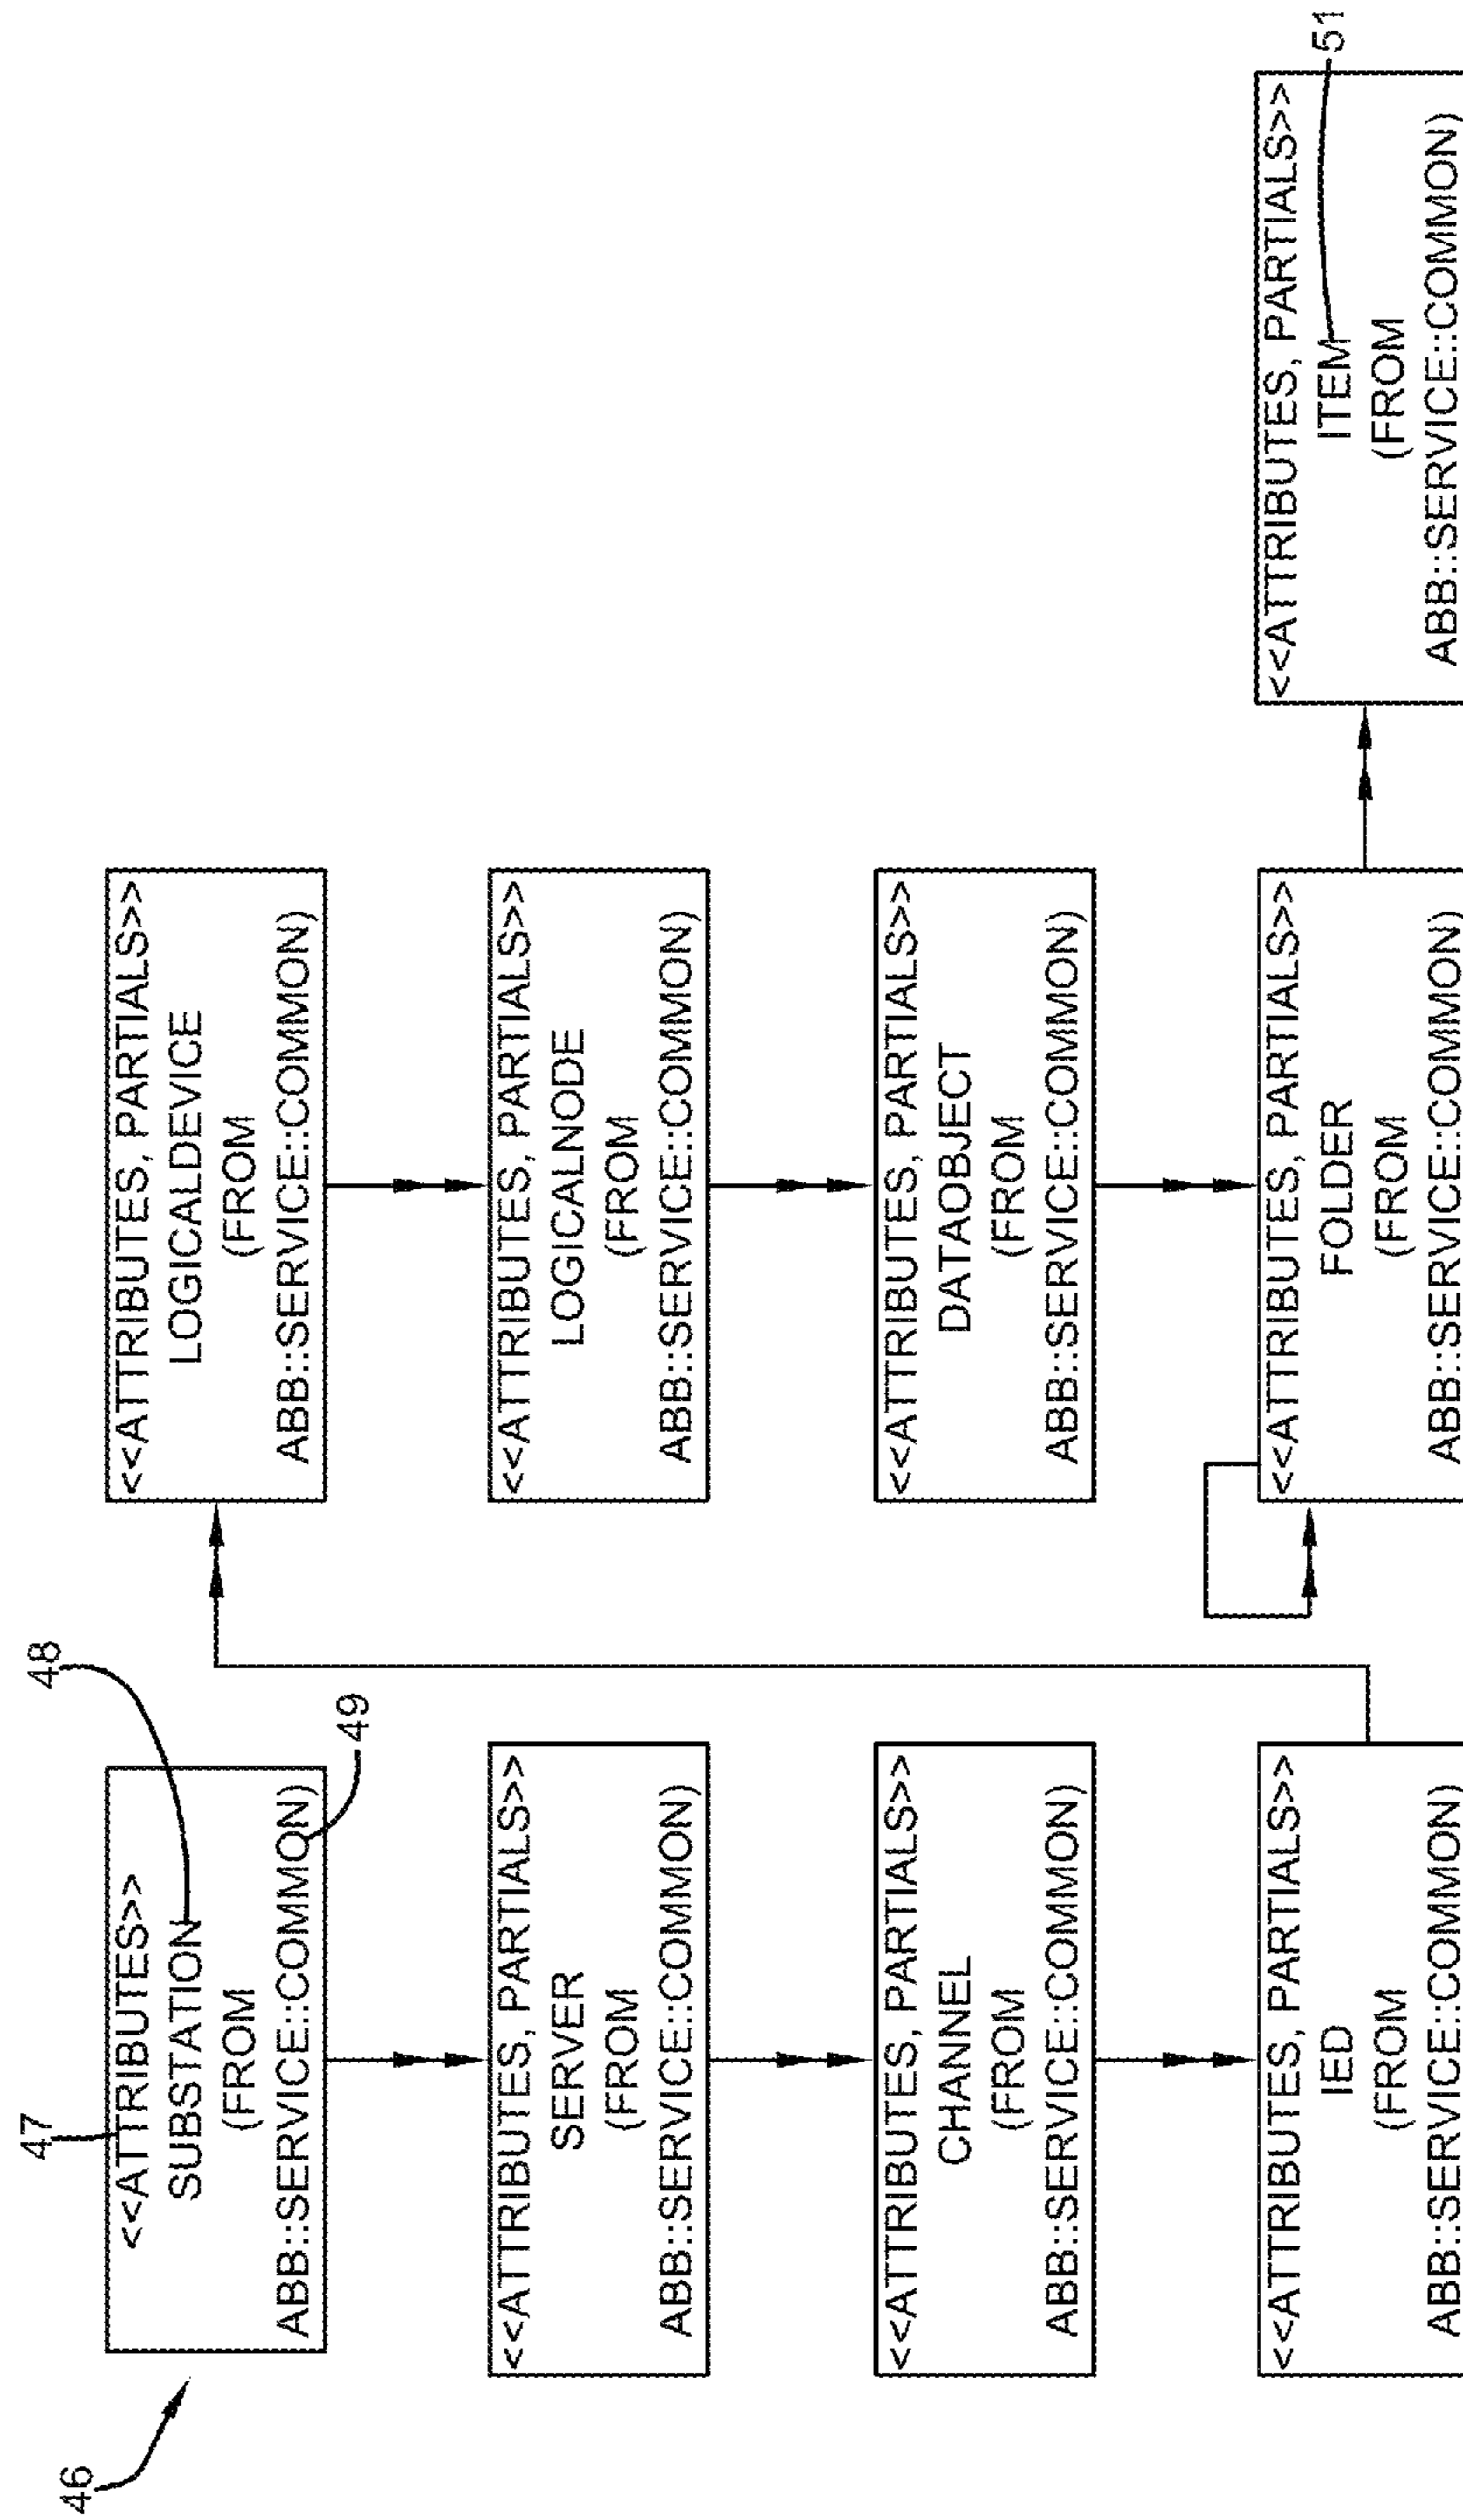 46
47
48
<<ATTRIBUTES>>
SUBSTATION
(FROM
ABB::SERVICE::COMMON)
49
<<ATTRIBUTES, PARTIALS>>
SERVER
(FROM
ABB::SERVICE::COMMON)
<<ATTRIBUTES, PARTIALS>>
CHANNEL
(FROM
ABB::SERVICE::COMMON)
<<ATTRIBUTES, PARTIALS>>
IED
(FROM
ABB::SERVICE::COMMON)
<<ATTRIBUTES, PARTIALS>>
LOGICALDEVICE
(FROM
ABB::SERVICE::COMMON)
<<ATTRIBUTES, PARTIALS>>
LOGICALNODE
(FROM
ABB::SERVICE::COMMON)
<<ATTRIBUTES, PARTIALS>>
DATAOBJECT
(FROM
ABB::SERVICE::COMMON)
<<ATTRIBUTES, PARTIALS>>
FOLDER
(FROM
ABB::SERVICE::COMMON)
<<ATTRIBUTES, PARTIALS>>
ITEM
(FROM
ABB::SERVICE::COMMON)
51